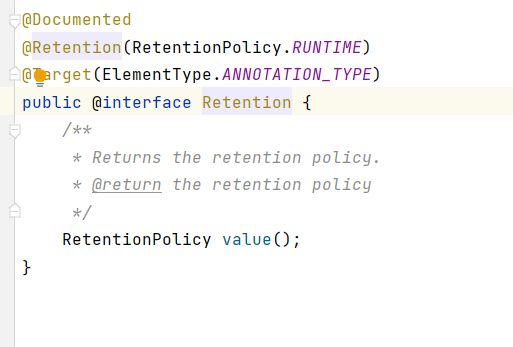 @Documented
@Retention(RetentionPolicy.RUNTIME)
@Target(ElementType.ANNOTATION_TYPE)
public @interface Retention {
    /**
     * Returns the retention policy.
     * @return the retention policy
     */
    RetentionPolicy value();
}